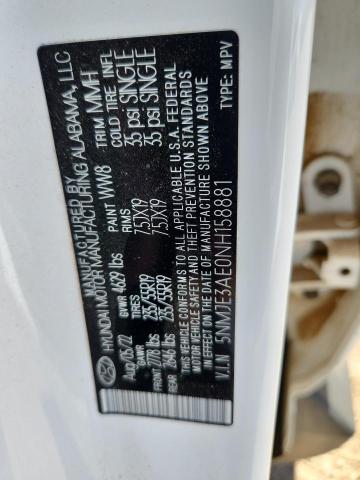 MANUFACTURED BY
HYUNDAI MOTOR MANUFACTURING ALABAMA, LLC
Aug/05/22 GVWR 4629 lbs PAINT WW8 TRIM MMH
GAWR TIRES RIMS COLD TIRE INFL
FRONT 2778 lbs 235/55R19 7.5JX19 35 psi SINGLE
REAR 2646 lbs 235/55R19 7.5JX19 35 psi SINGLE
THIS VEHICLE CONFORMS TO ALL APPLICABLE U.S.A. FEDERAL
MOTOR VEHICLE SAFETY AND THEFT PREVENTION STANDARDS
IN EFFECT ON THE DATE OF MANUFACTURE SHOWN ABOVE
V.I.N 5NMJE3AE0NH158881 TYPE: MPV